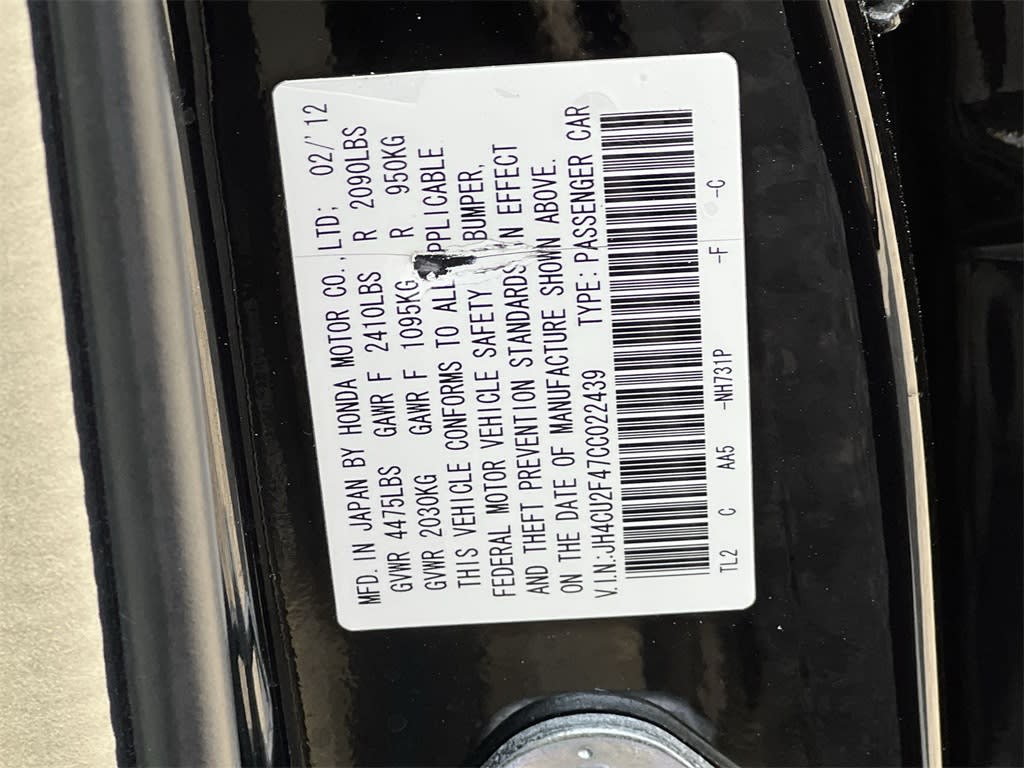 MFD. IN JAPAN BY HONDA MOTOR CO., LTD; 02/'12
GVWR 4475LBS GAWR F 2410LBS R 2090LBS
GVWR 2030KG GAWR F 1095KG R 950KG
THIS VEHICLE CONFORMS TO ALL APPLICABLE
FEDERAL MOTOR VEHICLE SAFETY BUMPER,
AND THEFT PREVENTION STANDARDS IN EFFECT
ON THE DATE OF MANUFACTURE SHOWN ABOVE.
V.I.N.:JH4CU2F47CC022439 TYPE: PASSENGER CAR
TL2 C AA5 -NH731P -F -C